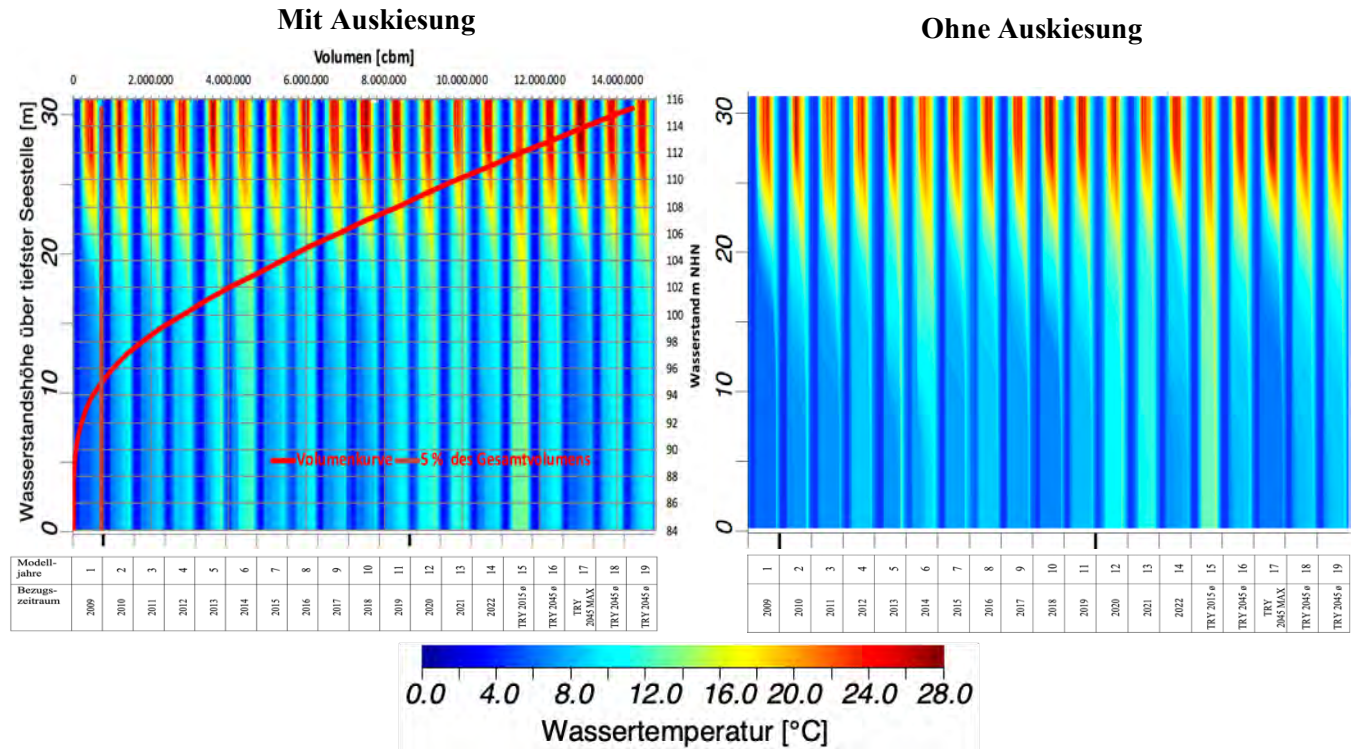 Mit Auskiesung
Ohne Auskiesung
Volumen [cbm]
0 2.000.000 4.000.000 6.000.000 8.000.000 10.000.000 12.000.000 14.000.000
Wasserstandshöhe über tiefster Seestelle [m]
30
20
10
0
116
114
112
110
108
106
104
102
100
98
96
94
92
90
88
86
84
Wasserstand m NHN
Volumenkurve 5 % des Gesamtvolumens
30
20
10
0
Modell-
jahre
1 2 3 4 5 6 7 8 9 10 11 12 13 14 15 16 17 18 19
Bezugs-
zeitraum
2009 2010 2011 2012 2013 2014 2015 2016 2017 2018 2019 2020 2021 2022 TRY 2015 ø TRY 2045 ø TRY 2045 MAX TRY 2045 ø TRY 2045 ø
1 2 3 4 5 6 7 8 9 10 11 12 13 14 15 16 17 18 19
2009 2010 2011 2012 2013 2014 2015 2016 2017 2018 2019 2020 2021 2022 TRY 2015 ø TRY 2045 ø TRY 2045 MAX TRY 2045 ø TRY 2045 ø
0.0 4.0 8.0 12.0 16.0 20.0 24.0 28.0
Wassertemperatur [°C]